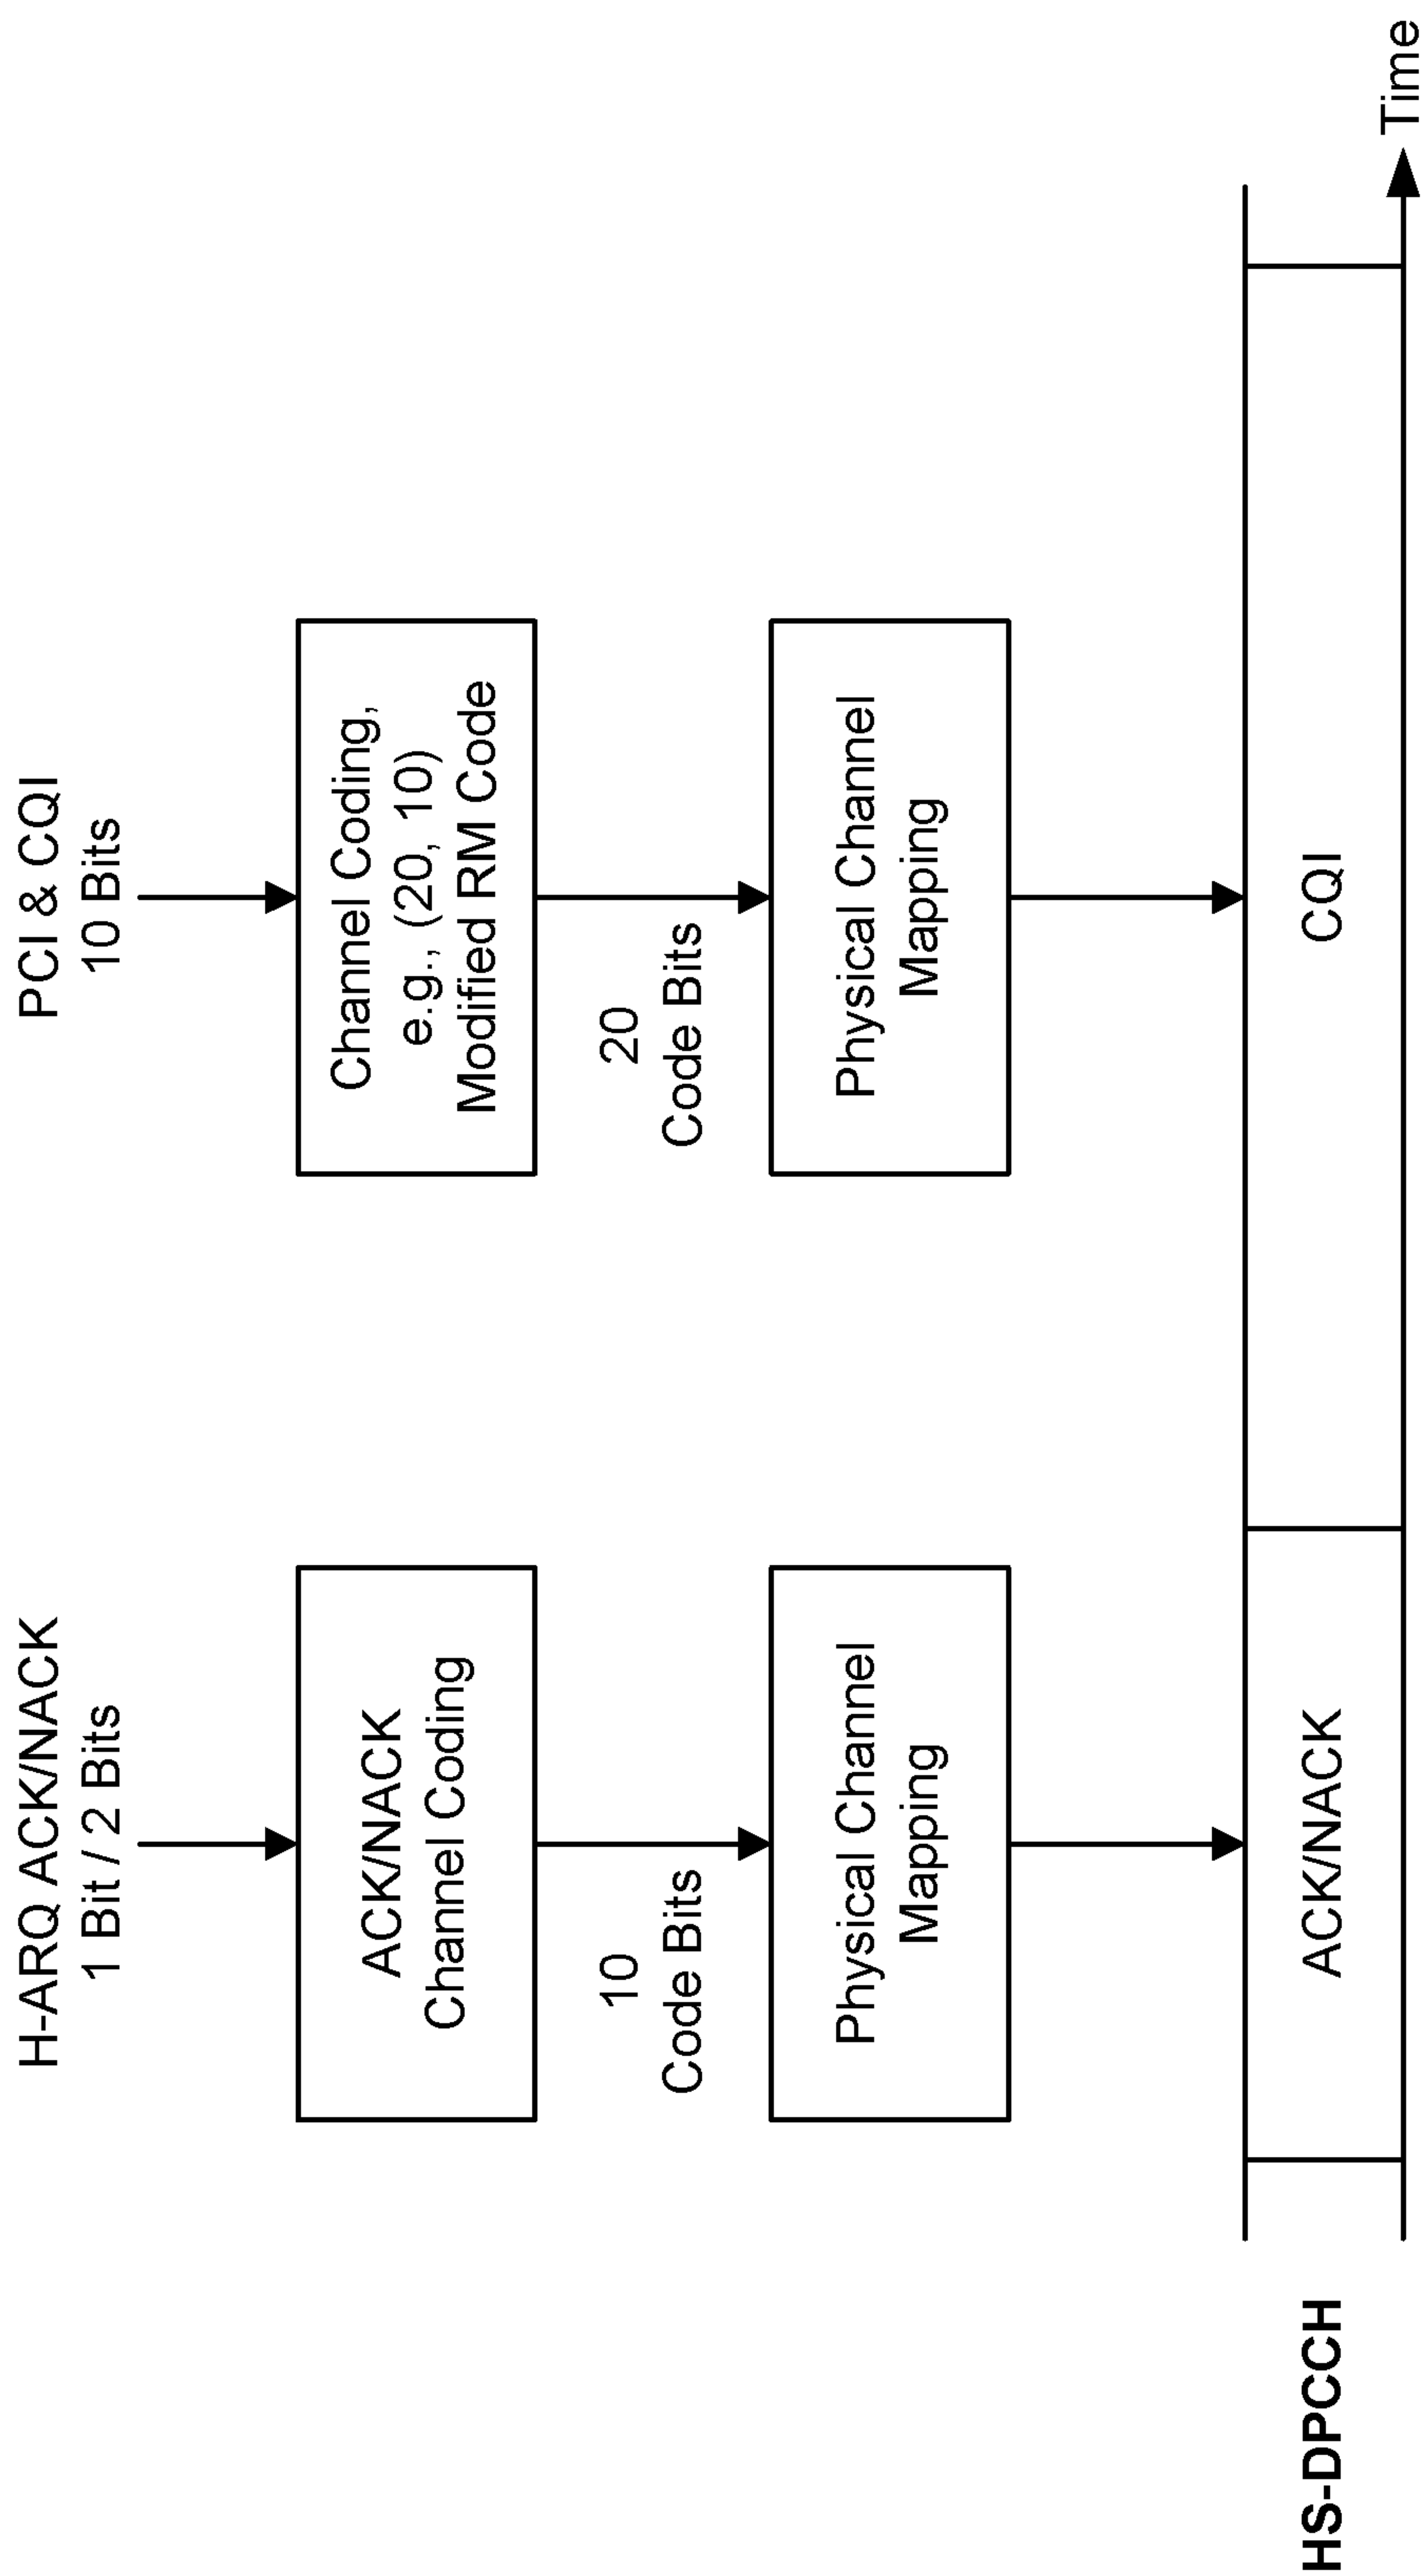 H-ARQ ACK/NACK
1 Bit / 2 Bits
PCI & CQI
10 Bits
ACK/NACK
Channel Coding
Channel Coding,
e.g., (20, 10)
Modified RM Code
10
Code Bits
20
Code Bits
Physical Channel
Mapping
Physical Channel
Mapping
HS-DPCCH
ACK/NACK
CQI
Time